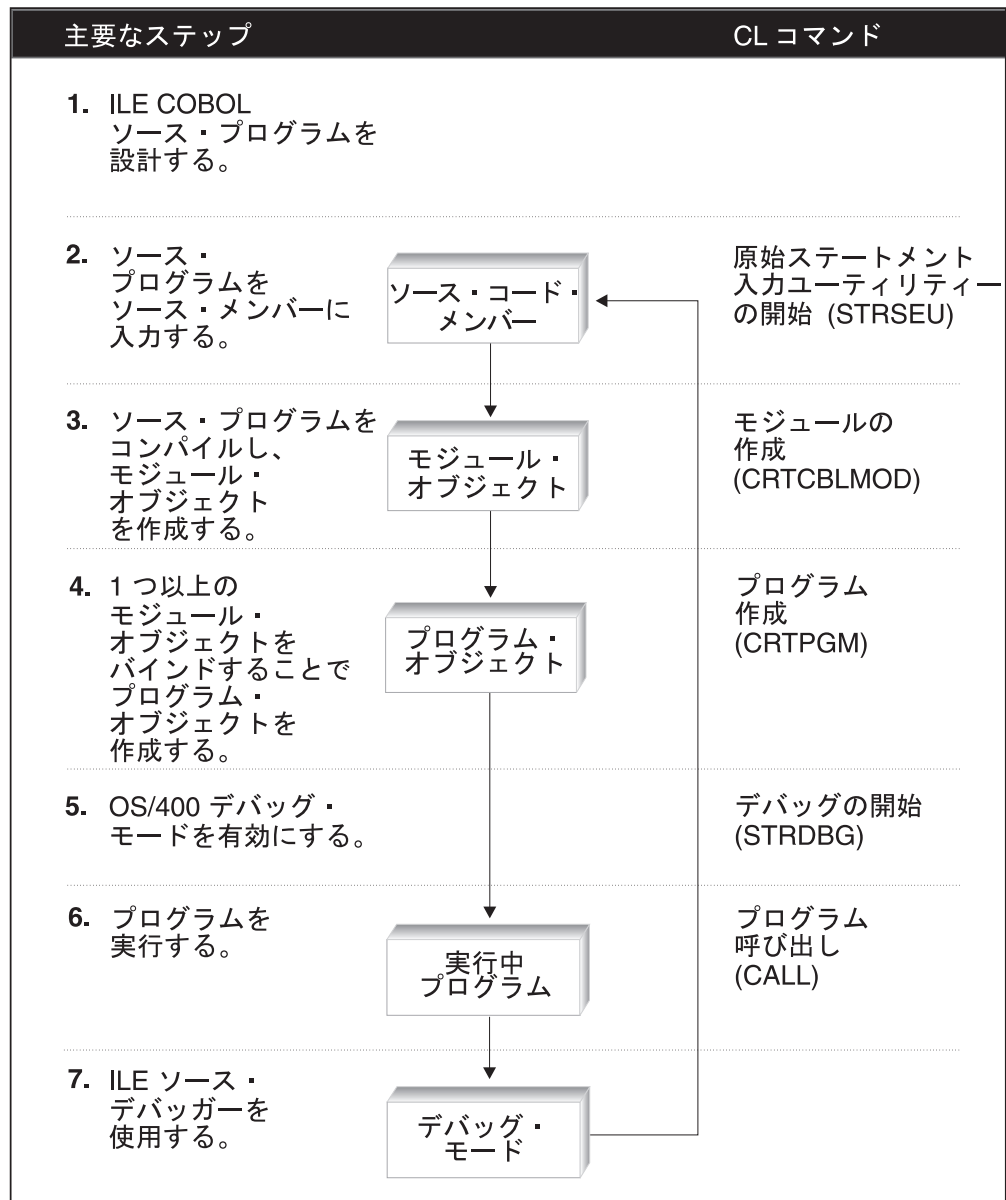 主要なステップ
CL コマンド
1. ILE COBOL
ソース・プログラムを
設計する。
2. ソース・
プログラムを
ソース・メンバーに
入力する。
ソース・コード・
メンバー
原始ステートメント
入力ユーティリティー
の開始 (STRSEU)
3. ソース・プログラムを
コンパイルし、
モジュール・
オブジェクト
を作成する。
モジュール・
オブジェクト
モジュールの
作成
(CRTCBLMOD)
4. 1 つ以上の
モジュール・
オブジェクトを
バインドすることで
プログラム・
オブジェクトを
作成する。
プログラム・
オブジェクト
プログラム
作成
(CRTPGM)
5. OS/400 デバッグ・
モードを有効にする。
デバッグの開始
(STRDBG)
6. プログラムを
実行する。
実行中
プログラム
プログラム
呼び出し
(CALL)
7. ILE ソース・
デバッガーを
使用する。
デバッグ・
モード